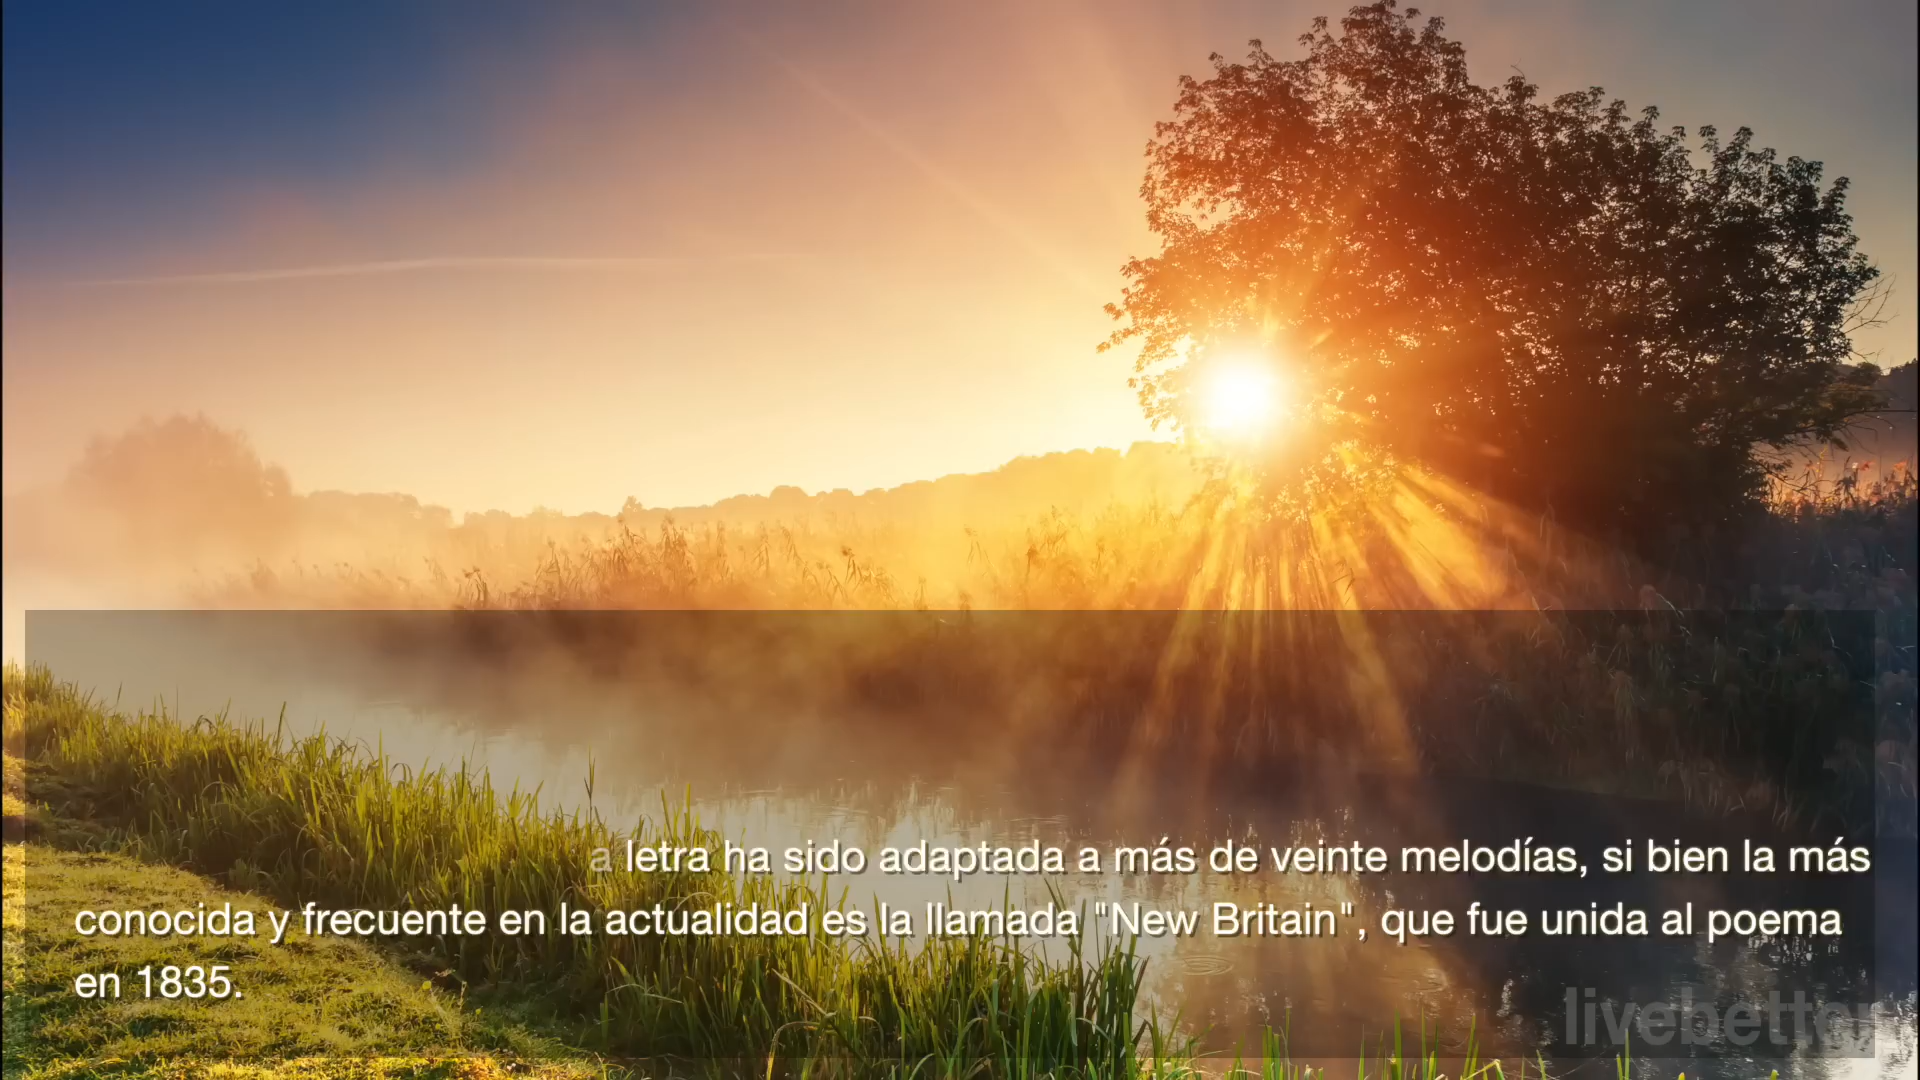 a letra ha sido adaptada a más de veinte melodías, si bien la más
conocida y frecuente en la actualidad es la llamada "New Britain", que fue unida al poema
en 1835.
livebetter